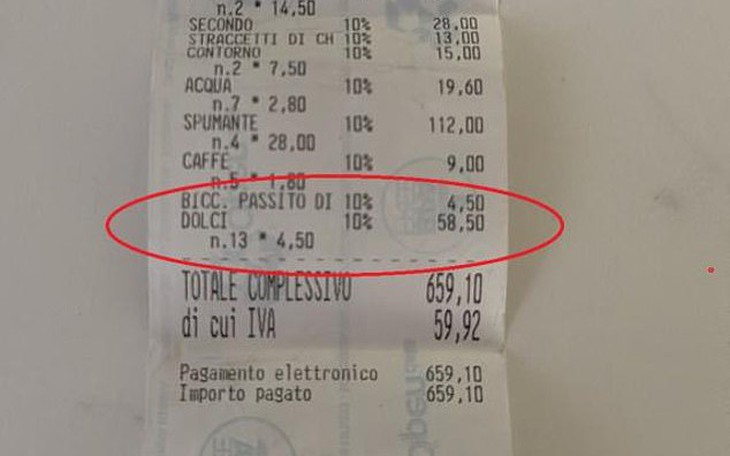 n.2 * 14,50
SECONDO 10% 28,00
STRACCETTI DI CH 10% 13,00
CONTORNO 10% 15,00
n.2 * 7,50
ACQUA 10% 19,60
n.7 * 2,80
SPUMANTE 10% 112,00
n.4 * 28,00
CAFFE 10% 9,00
n.5 * 1,80
BICC. PASSITO DI 10% 4,50
DOLCI 10% 58,50
n.13 * 4,50
TOTALE COMPLESSIVO 659,10
di cui IVA 59,92
Pagamento elettronico 659,10
Importo pagato 659,10